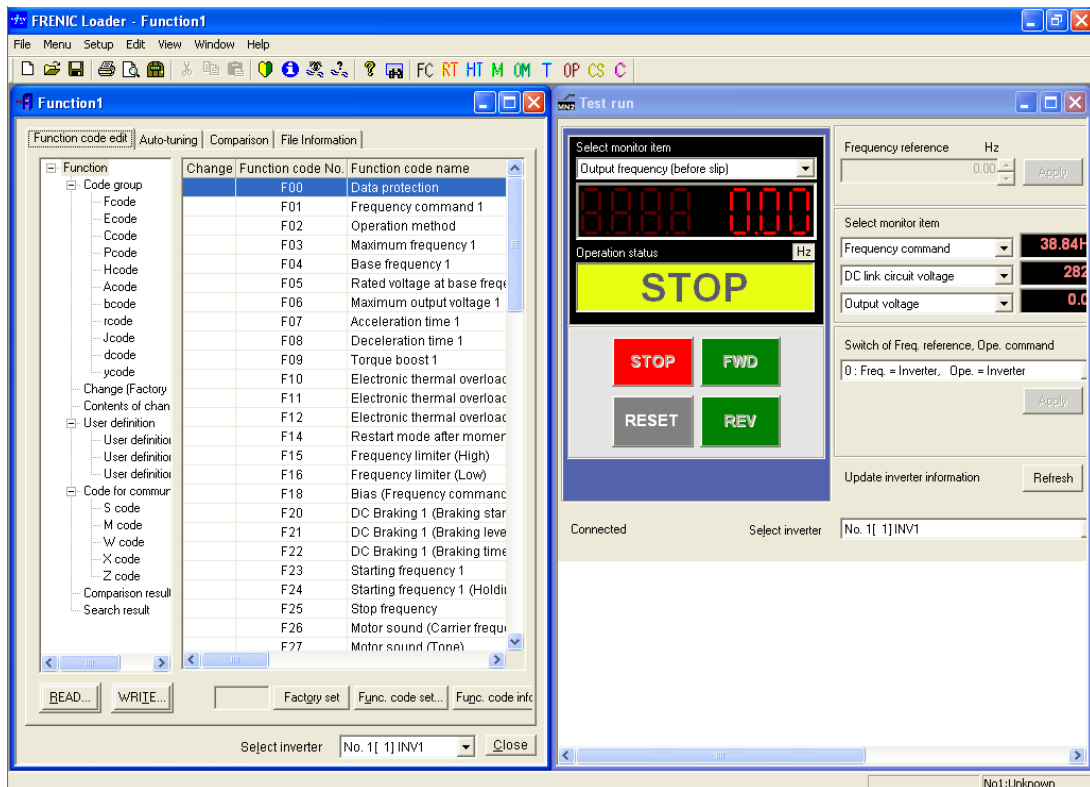 FRENIC Loader - Function1
File Menu Setup Edit View Window Help
FC RT HT M OM T OP CS C
Function1
Function code edit Auto-tuning Comparison File Information
Function
Code group
Fcode
Ecode
Ccode
Pcode
Hcode
Acode
bcode
rcode
Jcode
dcode
ycode
Change (Factory
Contents of chan
User definition
User definition
User definition
User definition
Code for commun
S code
M code
W code
X code
Z code
Comparison result
Search result
Change Function code No. Function code name
F00 Data protection
F01 Frequency command 1
F02 Operation method
F03 Maximum frequency 1
F04 Base frequency 1
F05 Rated voltage at base freqe
F06 Maximum output voltage 1
F07 Acceleration time 1
F08 Deceleration time 1
F09 Torque boost 1
F10 Electronic thermal overload
F11 Electronic thermal overload
F12 Electronic thermal overload
F14 Restart mode after momen
F15 Frequency limiter (High)
F16 Frequency limiter (Low)
F18 Bias (Frequency command
F20 DC Braking 1 (Braking star
F21 DC Braking 1 (Braking leve
F22 DC Braking 1 (Braking time
F23 Starting frequency 1
F24 Starting frequency 1 (Holdi
F25 Stop frequency
F26 Motor sound (Carrier frequ
F27 Motor sound (Tone)
READ... WRITE... Factory set Func. code set... Func. code info
Select inverter No. 1[ 1] INV1 Close
Test run
Select monitor item
Output frequency (before slip)
0.00
Operation status Hz
STOP
STOP FWD
RESET REV
Frequency reference Hz
0.00 Apply
Select monitor item
Frequency command 38.84H
DC link circuit voltage 282
Output voltage 0.0
Switch of Freq. reference, Ope. command
0 : Freq. = Inverter, Ope. = Inverter
Apply
Update inverter information Refresh
Connected Select inverter No. 1[ 1] INV1
No1:Unknown